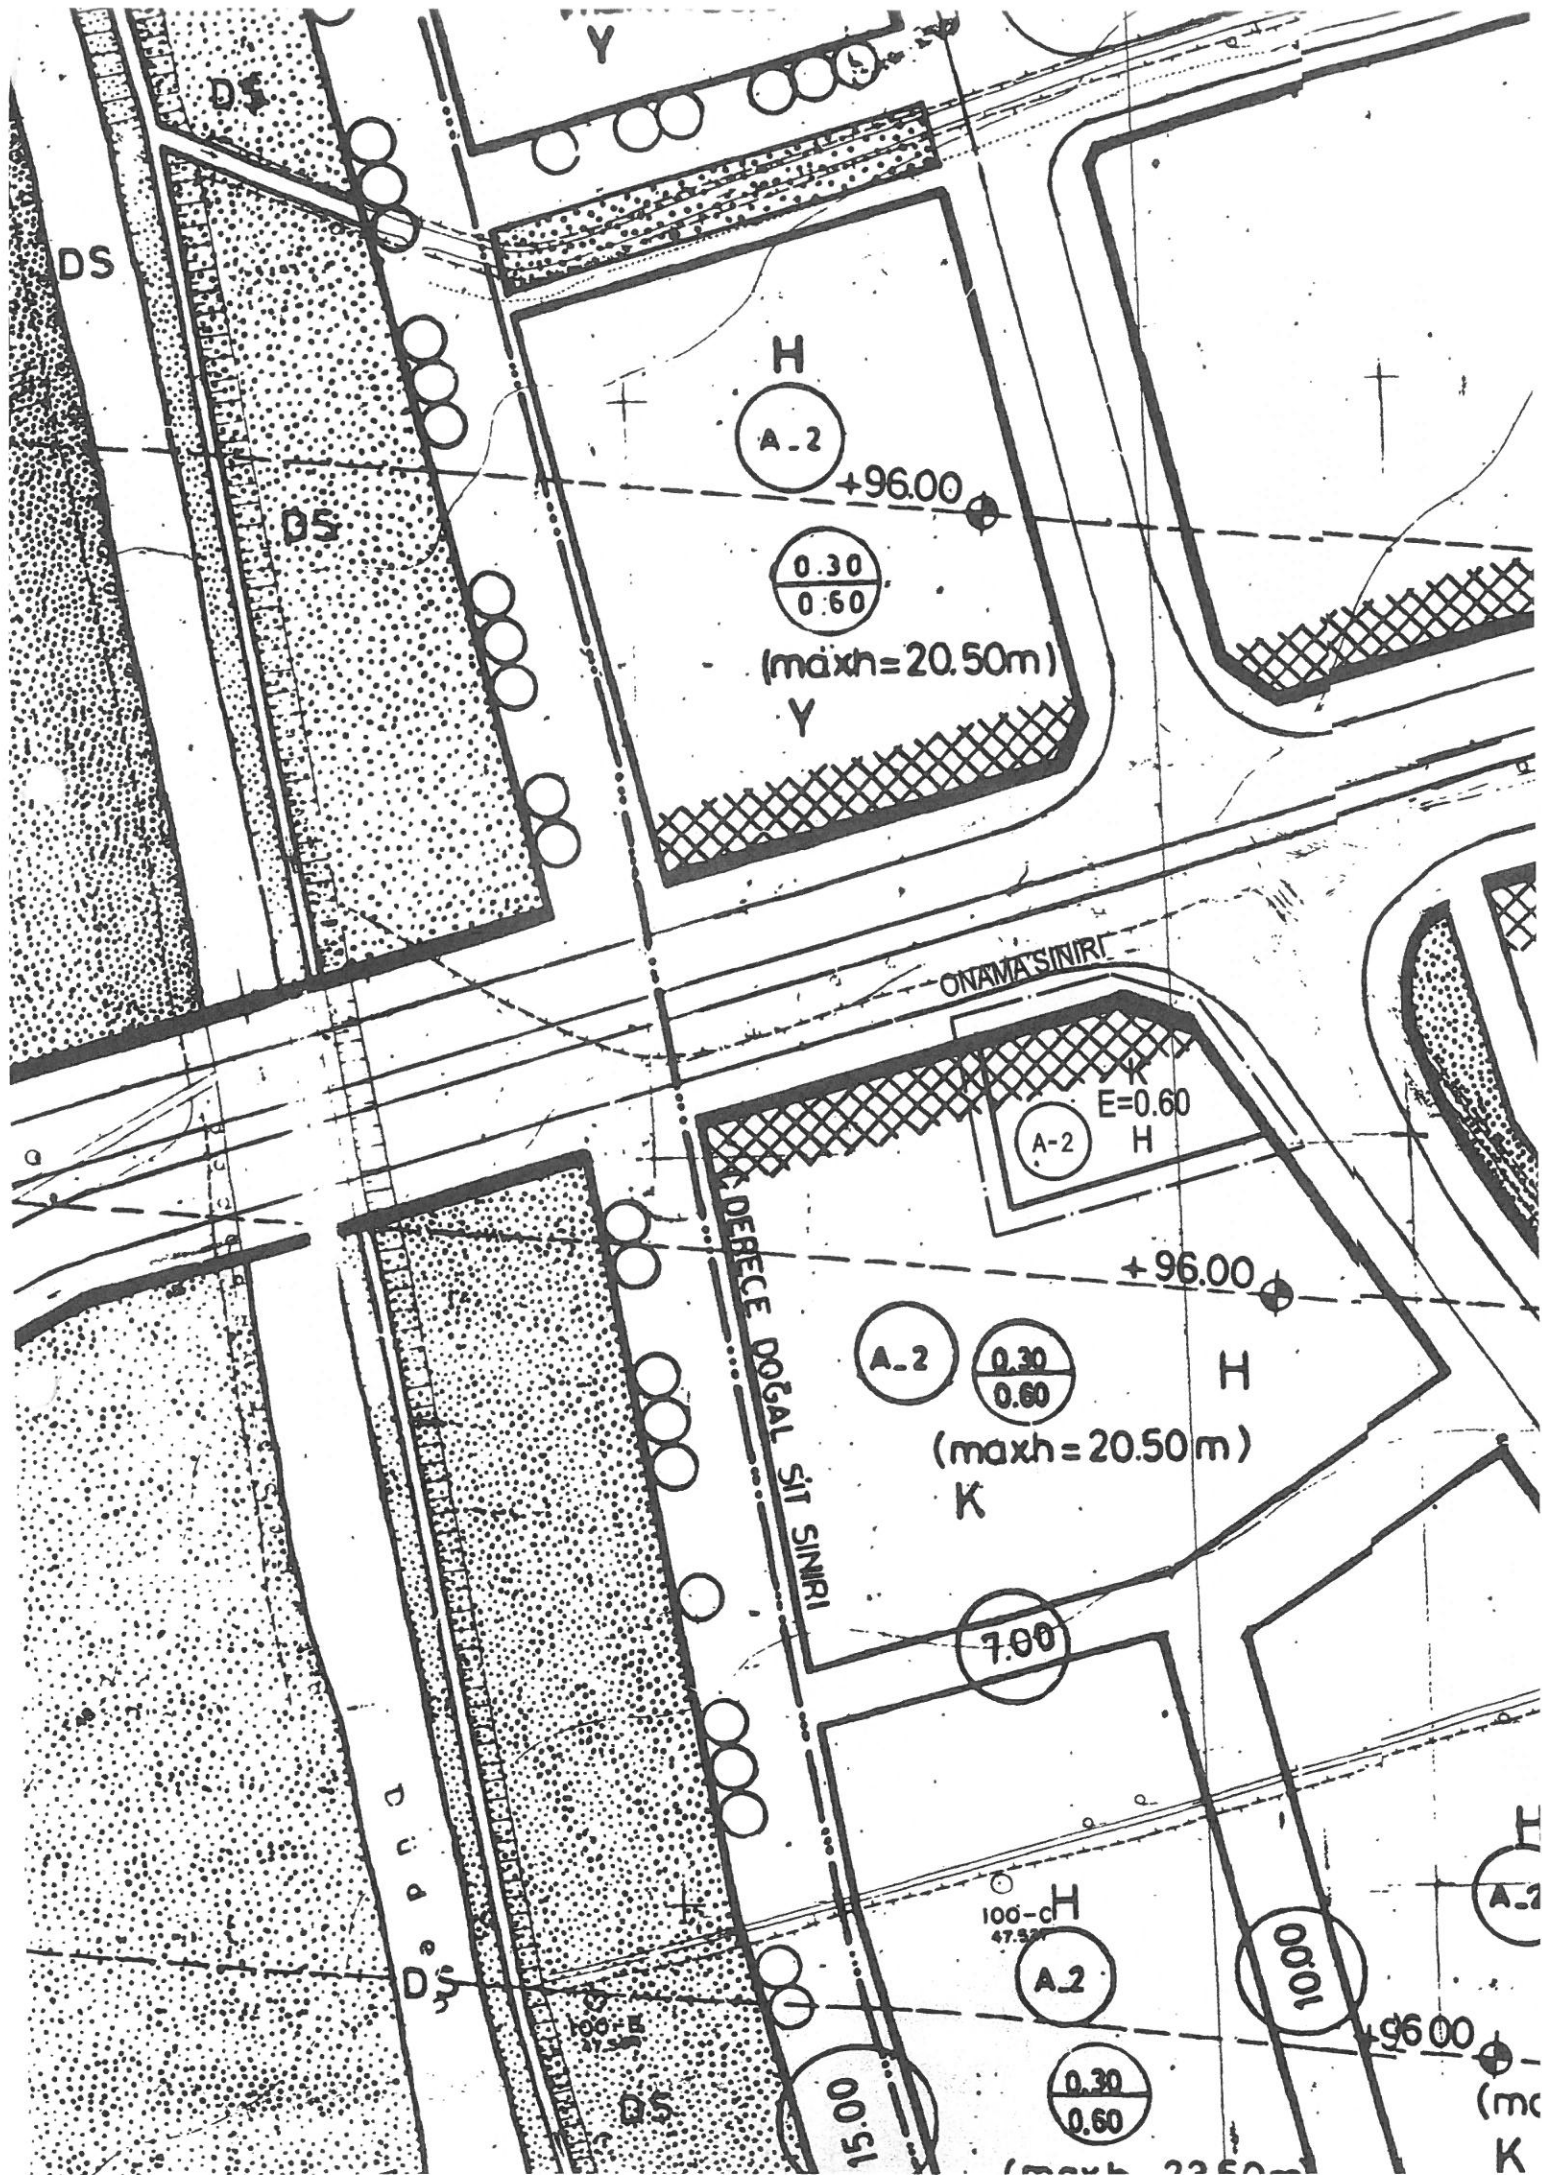 Y
DS
DS
H
A-2
+96.00
DS
0.30
0.60
(maxh=20.50m)
Y
ONAMA SINIRI
K
E=0.60
A-2
H
DERECE DOĞAL SİT SINIRI
+96.00
A-2
0.30
0.60
H
(maxh=20.50m)
K
7.00
Düden
H
100-C
A-2
A-2
10.00
DS
+96.00
DS
15.00
0.30
0.60
K